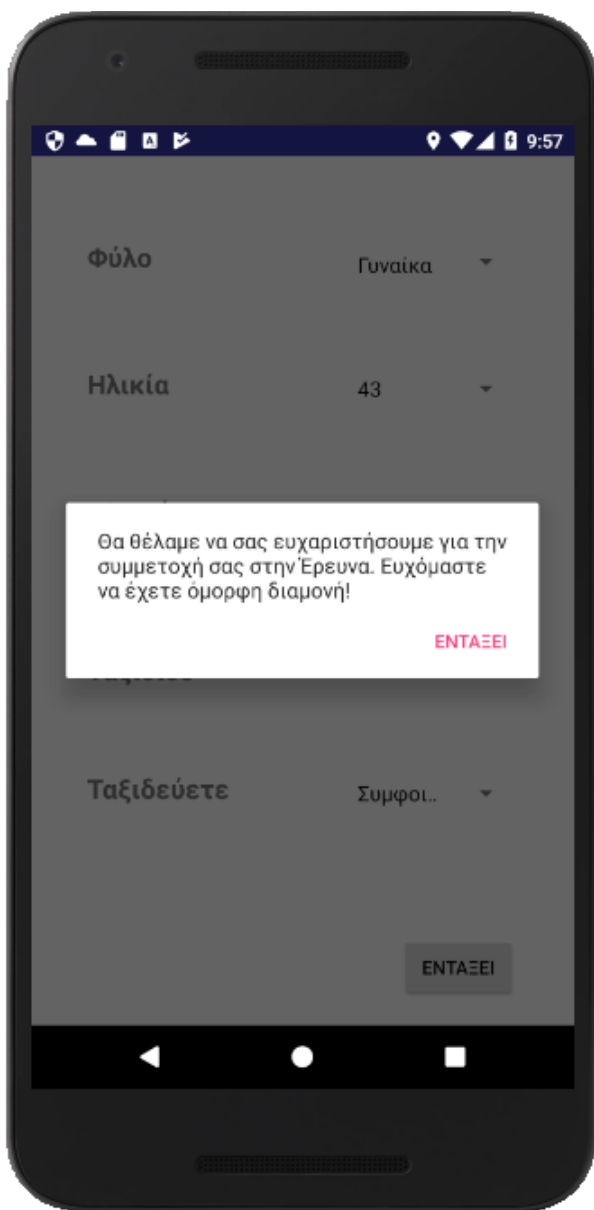 9:57
Φύλο Γυναίκα
Ηλικία 43
Θα θέλαμε να σας ευχαριστήσουμε για την
συμμετοχή σας στην Έρευνα. Ευχόμαστε
να έχετε όμορφη διαμονή!
ΕΝΤΑΞΕΙ
Ταξιδεύετε Συμφοι..
ΕΝΤΑΞΕΙ